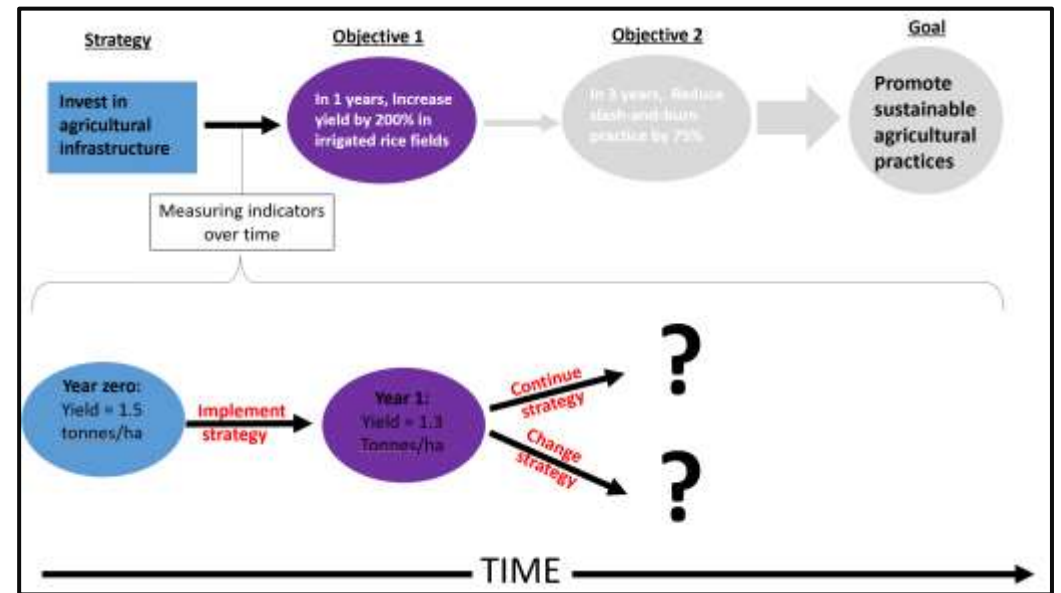 Strategy
Objective 1
Objective 2
Goal
Invest in
agricultural
infrastructure
In 1 years, Increase
yield by 200% in
irrigated rice fields
In 3 years, Reduce
slash-and-burn
practice by 75%
Promote
sustainable
agricultural
practices
Measuring indicators
over time
Year zero:
Yield = 1.5
tonnes/ha
Implement
strategy
Year 1:
Yield = 1.3
Tonnes/ha
Continue
strategy
?
Change
strategy
?
TIME